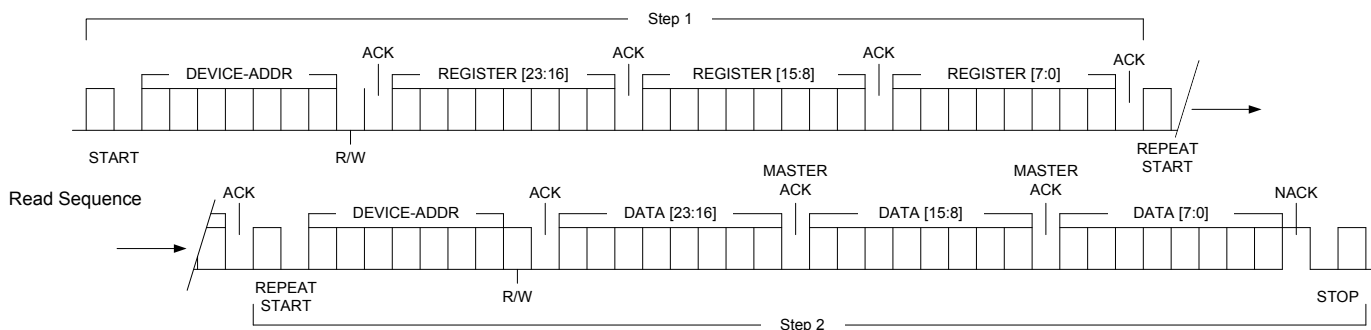 Step 1
ACK ACK ACK ACK
DEVICE-ADDR REGISTER [23:16] REGISTER [15:8] REGISTER [7:0]
START R/W REPEAT
START
Read Sequence
MASTER MASTER
ACK ACK ACK ACK NACK
DEVICE-ADDR DATA [23:16] DATA [15:8] DATA [7:0]
REPEAT
START R/W STOP
Step 2